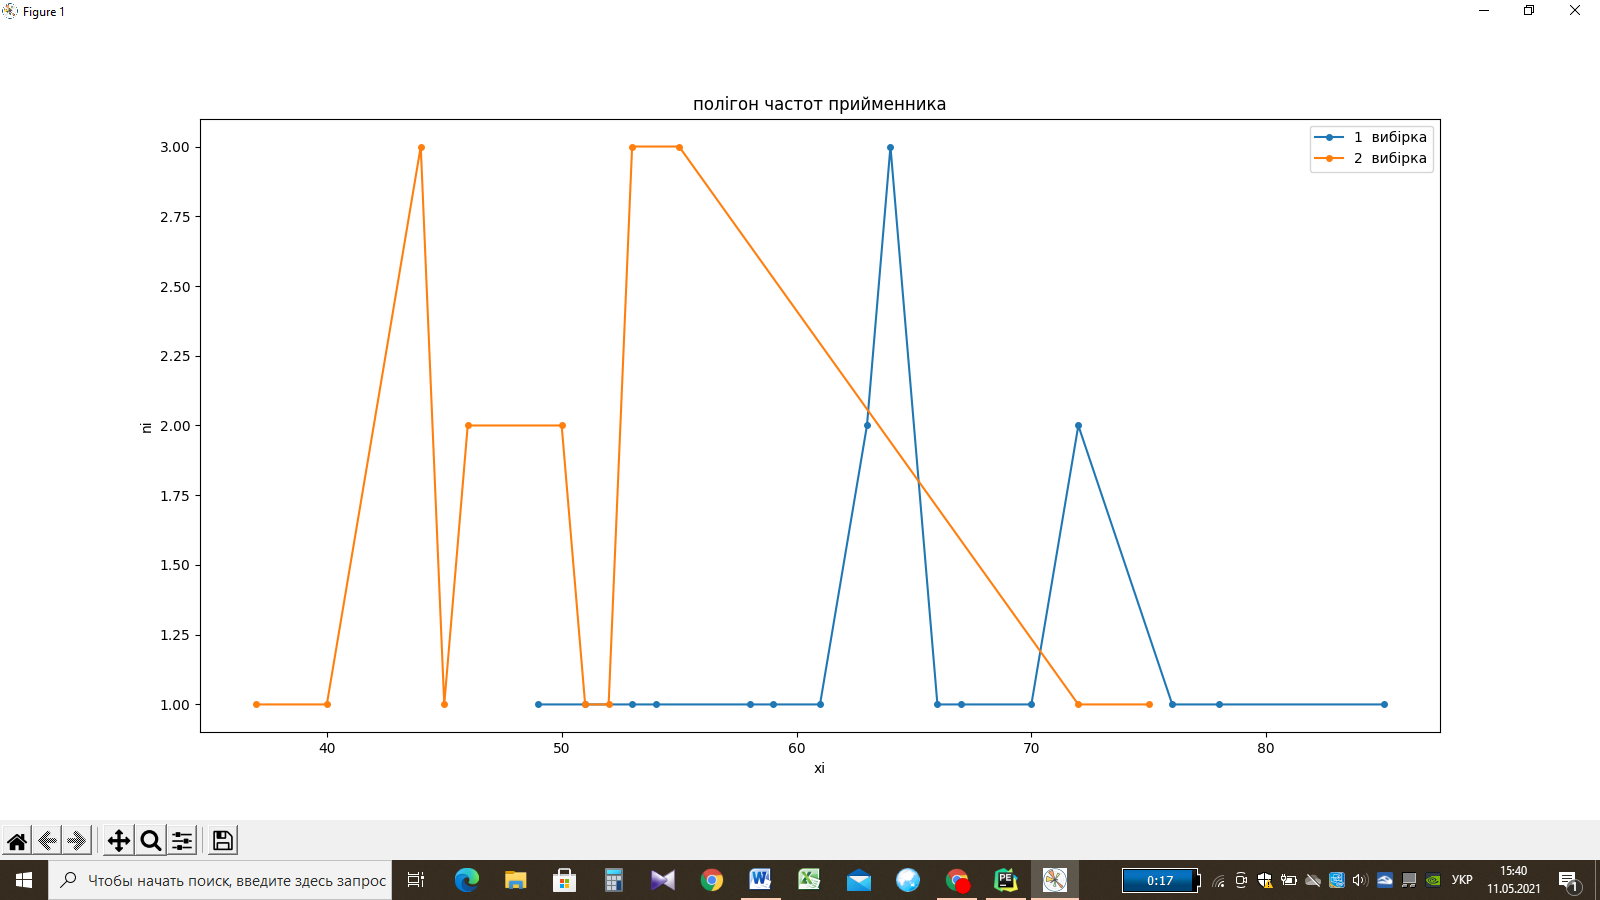 Figure 1
полігон частот прийменника
1 вибірка
2 вибірка
3.00
2.75
2.50
2.25
2.00
1.75
1.50
1.25
1.00
ni
40 50 60 70 80
xi
Чтобы начать поиск, введите здесь запрос
0:17
УКР
15:40
11.05.2021
1
W
X
PE